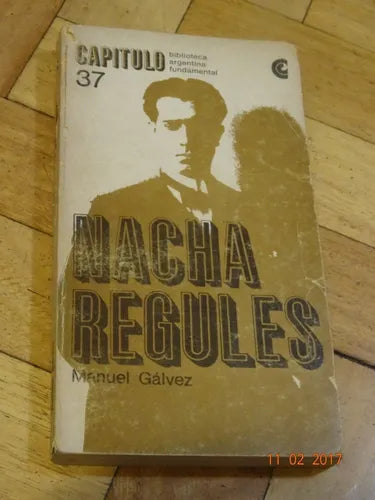 CAPITULO
biblioteca
argentina
fundamental
37
NACHA
REGULES
Manuel Gálvez
11 02 2017